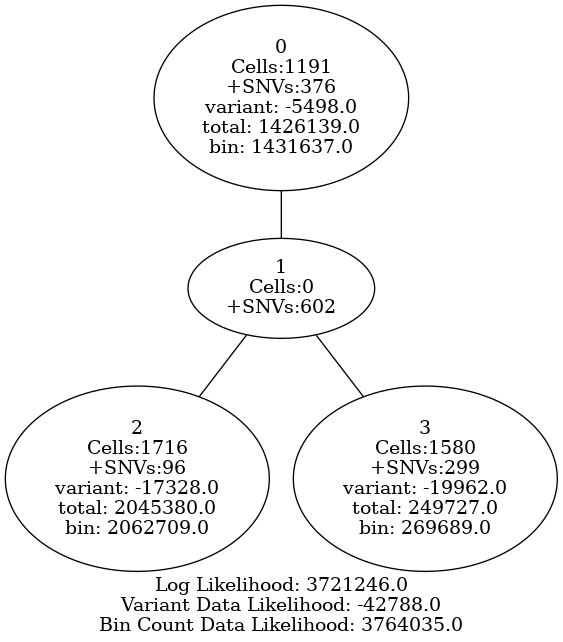 0
Cells:1191
+SNVs:376
variant: -5498.0
total: 1426139.0
bin: 1431637.0
1
Cells:0
+SNVs:602
2
Cells:1716
+SNVs:96
variant: -17328.0
total: 2045380.0
bin: 2062709.0
3
Cells:1580
+SNVs:299
variant: -19962.0
total: 249727.0
bin: 269689.0
Log Likelihood: 3721246.0
Variant Data Likelihood: -42788.0
Bin Count Data Likelihood: 3764035.0